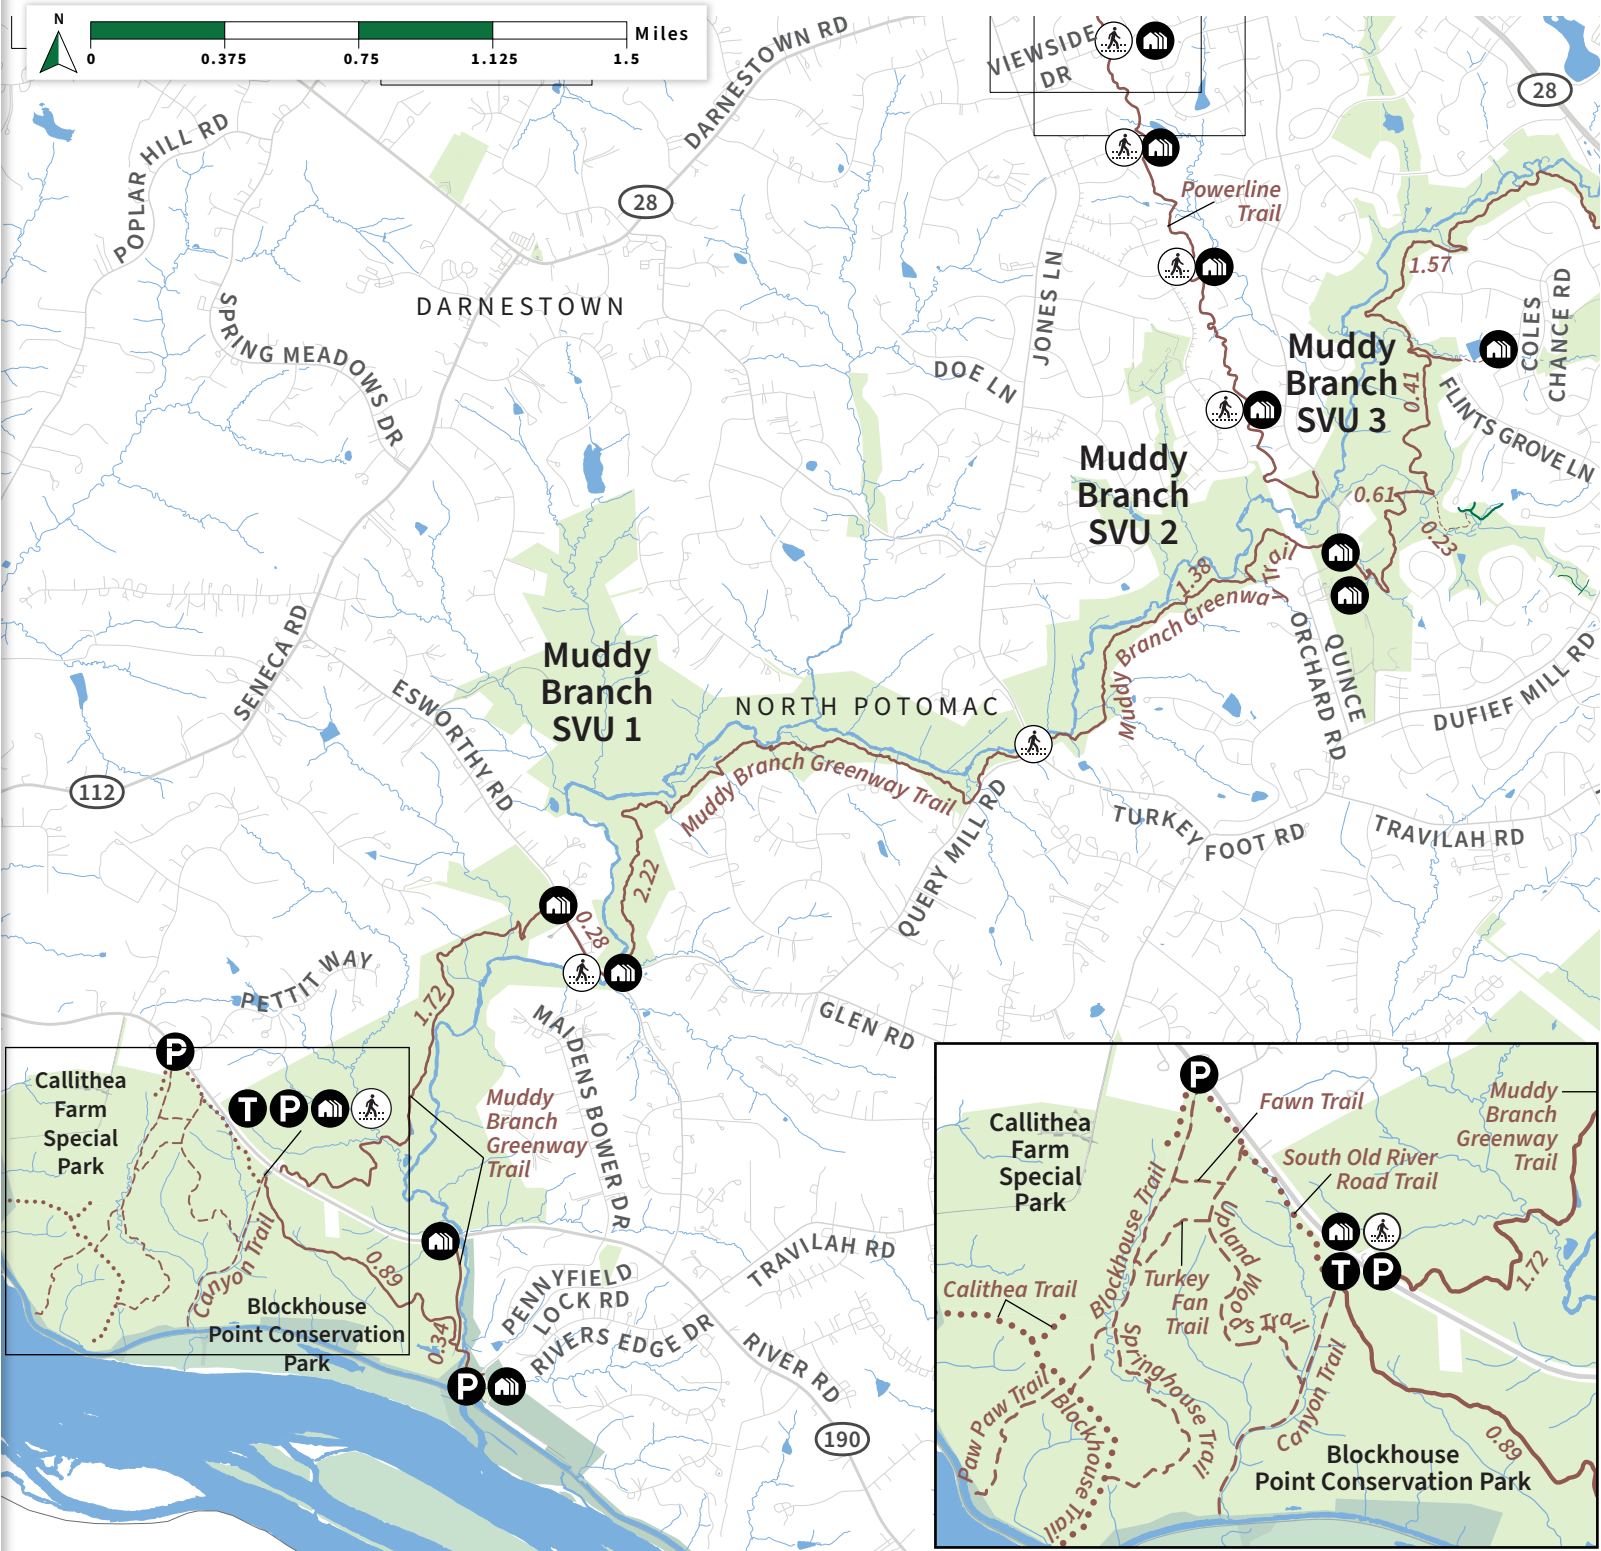 N
Miles
0 0.375 0.75 1.125 1.5
DARNESTOWN RD
VIEWSIDE
DR
28
POPLAR HILL RD
28
Powerline
Trail
1.57
DARNESTOWN
SPRING MEADOWS DR
JONES LN
DOE LN
COLES
CHANCE RD
Muddy
Branch
SVU 3
0.41
FLINTS GROVE LN
Muddy
Branch
SVU 2
0.61
0.23
1.38
Muddy Branch Greenway Trail
ORCHARD RD
QUINCE
DUFIEF MILL RD
SENECA RD
Muddy
Branch
SVU 1
NORTH POTOMAC
ESWORTHY RD
112
Muddy Branch Greenway Trail
QUERY MILL RD
TURKEY
FOOT RD
TRAVILAH RD
2.22
0.28
PETTIT WAY
1.72
MAIDENS BOWER DR
GLEN RD
P
Callithea
Farm
Special
Park
T P
Muddy
Branch
Greenway
Trail
Canyon Trail
0.89
Blockhouse
Point Conservation
Park
0.34
PENNYFIELD
LOCK RD
RIVERS EDGE DR
TRAVILAH RD
RIVER RD
190
P
P
Callithea
Farm
Special
Park
Fawn Trail
South Old River
Road Trail
Muddy
Branch
Greenway
Trail
Blockhouse Trail
Upland Woods Trail
Turkey
Fan
Trail
T P
1.72
Calithea Trail
Springhouse Trail
Paw Paw Trail
Blockhouse Trail
Canyon Trail
0.89
Blockhouse
Point Conservation Park